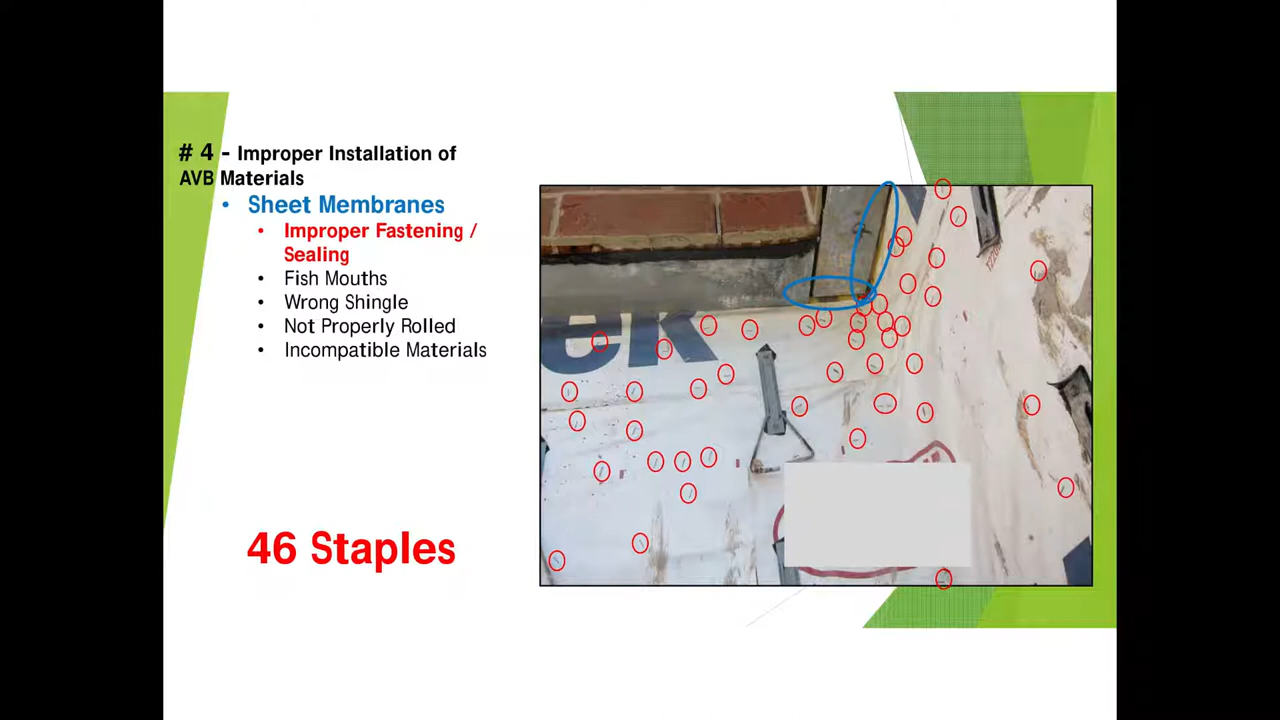 # 4 - Improper Installation of
AVB Materials
• Sheet Membranes
• Improper Fastening /
Sealing
• Fish Mouths
• Wrong Shingle
• Not Properly Rolled
• Incompatible Materials
46 Staples
ek